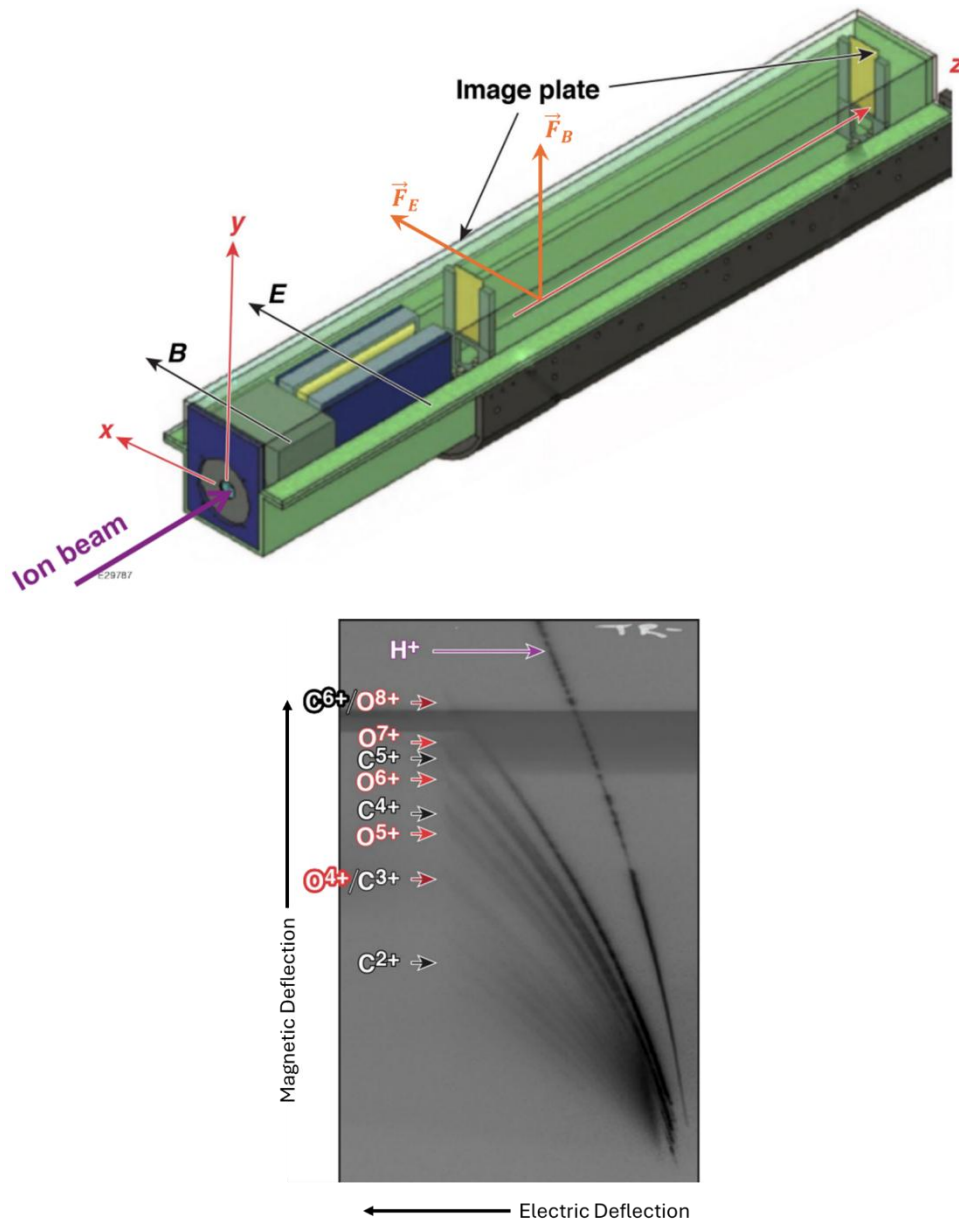 Image plate
z
F_B
F_E
y
E
B
x
Ion beam
E29787
H+
C6+/O8+
O7+
C5+
O6+
C4+
O5+
O4+/C3+
C2+
Magnetic Deflection
Electric Deflection